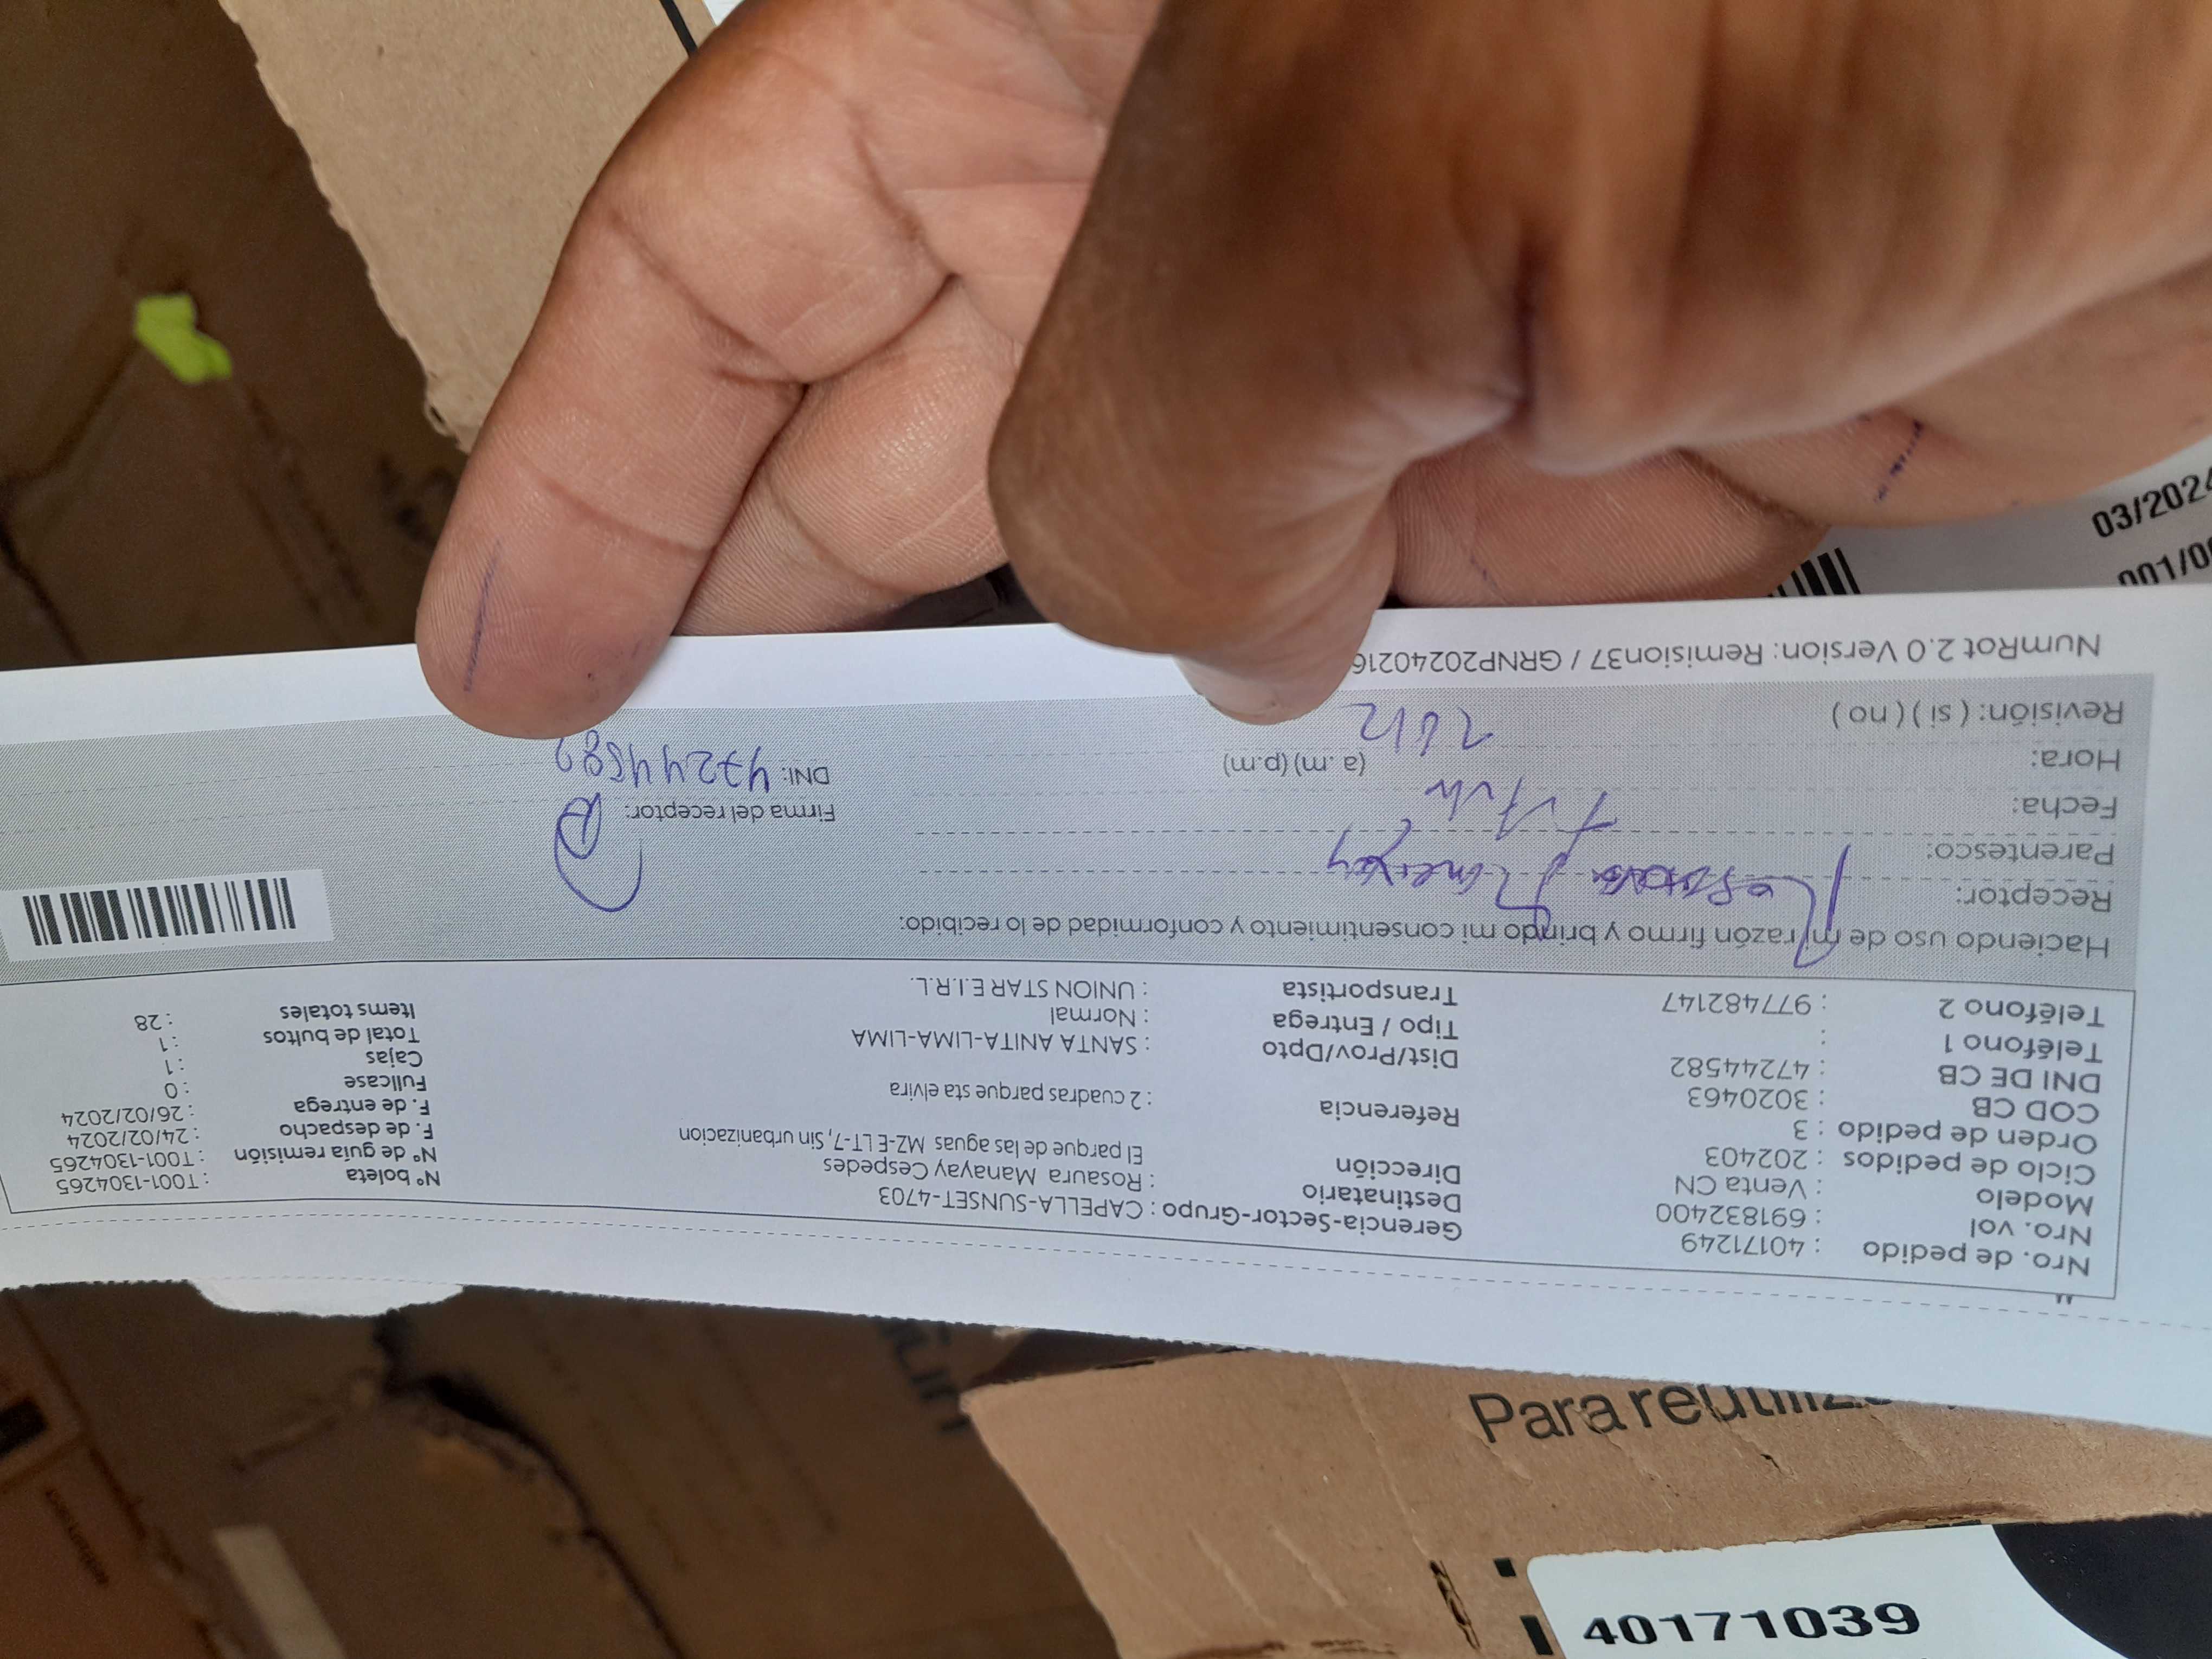 Nro. de pedido : 40171249
Nro. vol : 691832400
Modelo : Venta CN
Ciclo de pedidos : 202403
Orden de pedido : 3
COD CB : 3020463
DNI DE CB : 47244582
Teléfono 1 :
Teléfono 2 : 977482147
Gerencia-Sector-Grupo : CAPELLA-SUNSET-4703
Destinatario : Rosaura Manayay Cespedes
Dirección El parque de las aguas MZ-E LT-7, Sin urbanizacion
Referencia : 2 cuadras parque sta elvira
Dist/Prov/Dpto : SANTA ANITA-LIMA-LIMA
Tipo / Entrega : Normal
Transportista : UNION STAR E.I.R.L.
N° boleta : T001-1304265
N° de guía remisión : T001-1304265
F. de despacho : 24/02/2024
F. de entrega : 26/02/2024
Fullcase : 0
Cajas : 1
Total de bultos : 1
Items totales : 28
Haciendo uso de mi razón firmo y brindo mi consentimiento y conformidad de lo recibido:
Receptor:
Parentesco:
Fecha:
Hora: (a. m) (p.m)
Revisión: ( si ) ( no )
Firma del receptor:
DNI: 47244582
NumRot 2.0 Version: Remision37 / GRNP20240216
03/2024
001/0
Para reutiliz
40171039